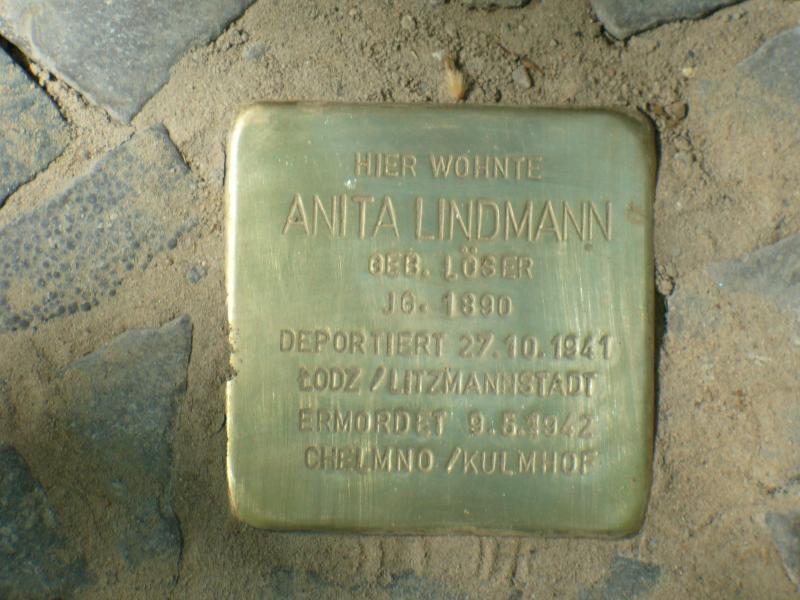 HIER WOHNTE
ANITA LINDMANN
GEB. LÖSER
JG. 1890
DEPORTIERT 27.10.1941
ŁODZ / LITZMANNSTADT
ERMORDET 9.5.1942
CHELMNO / KULMHOF